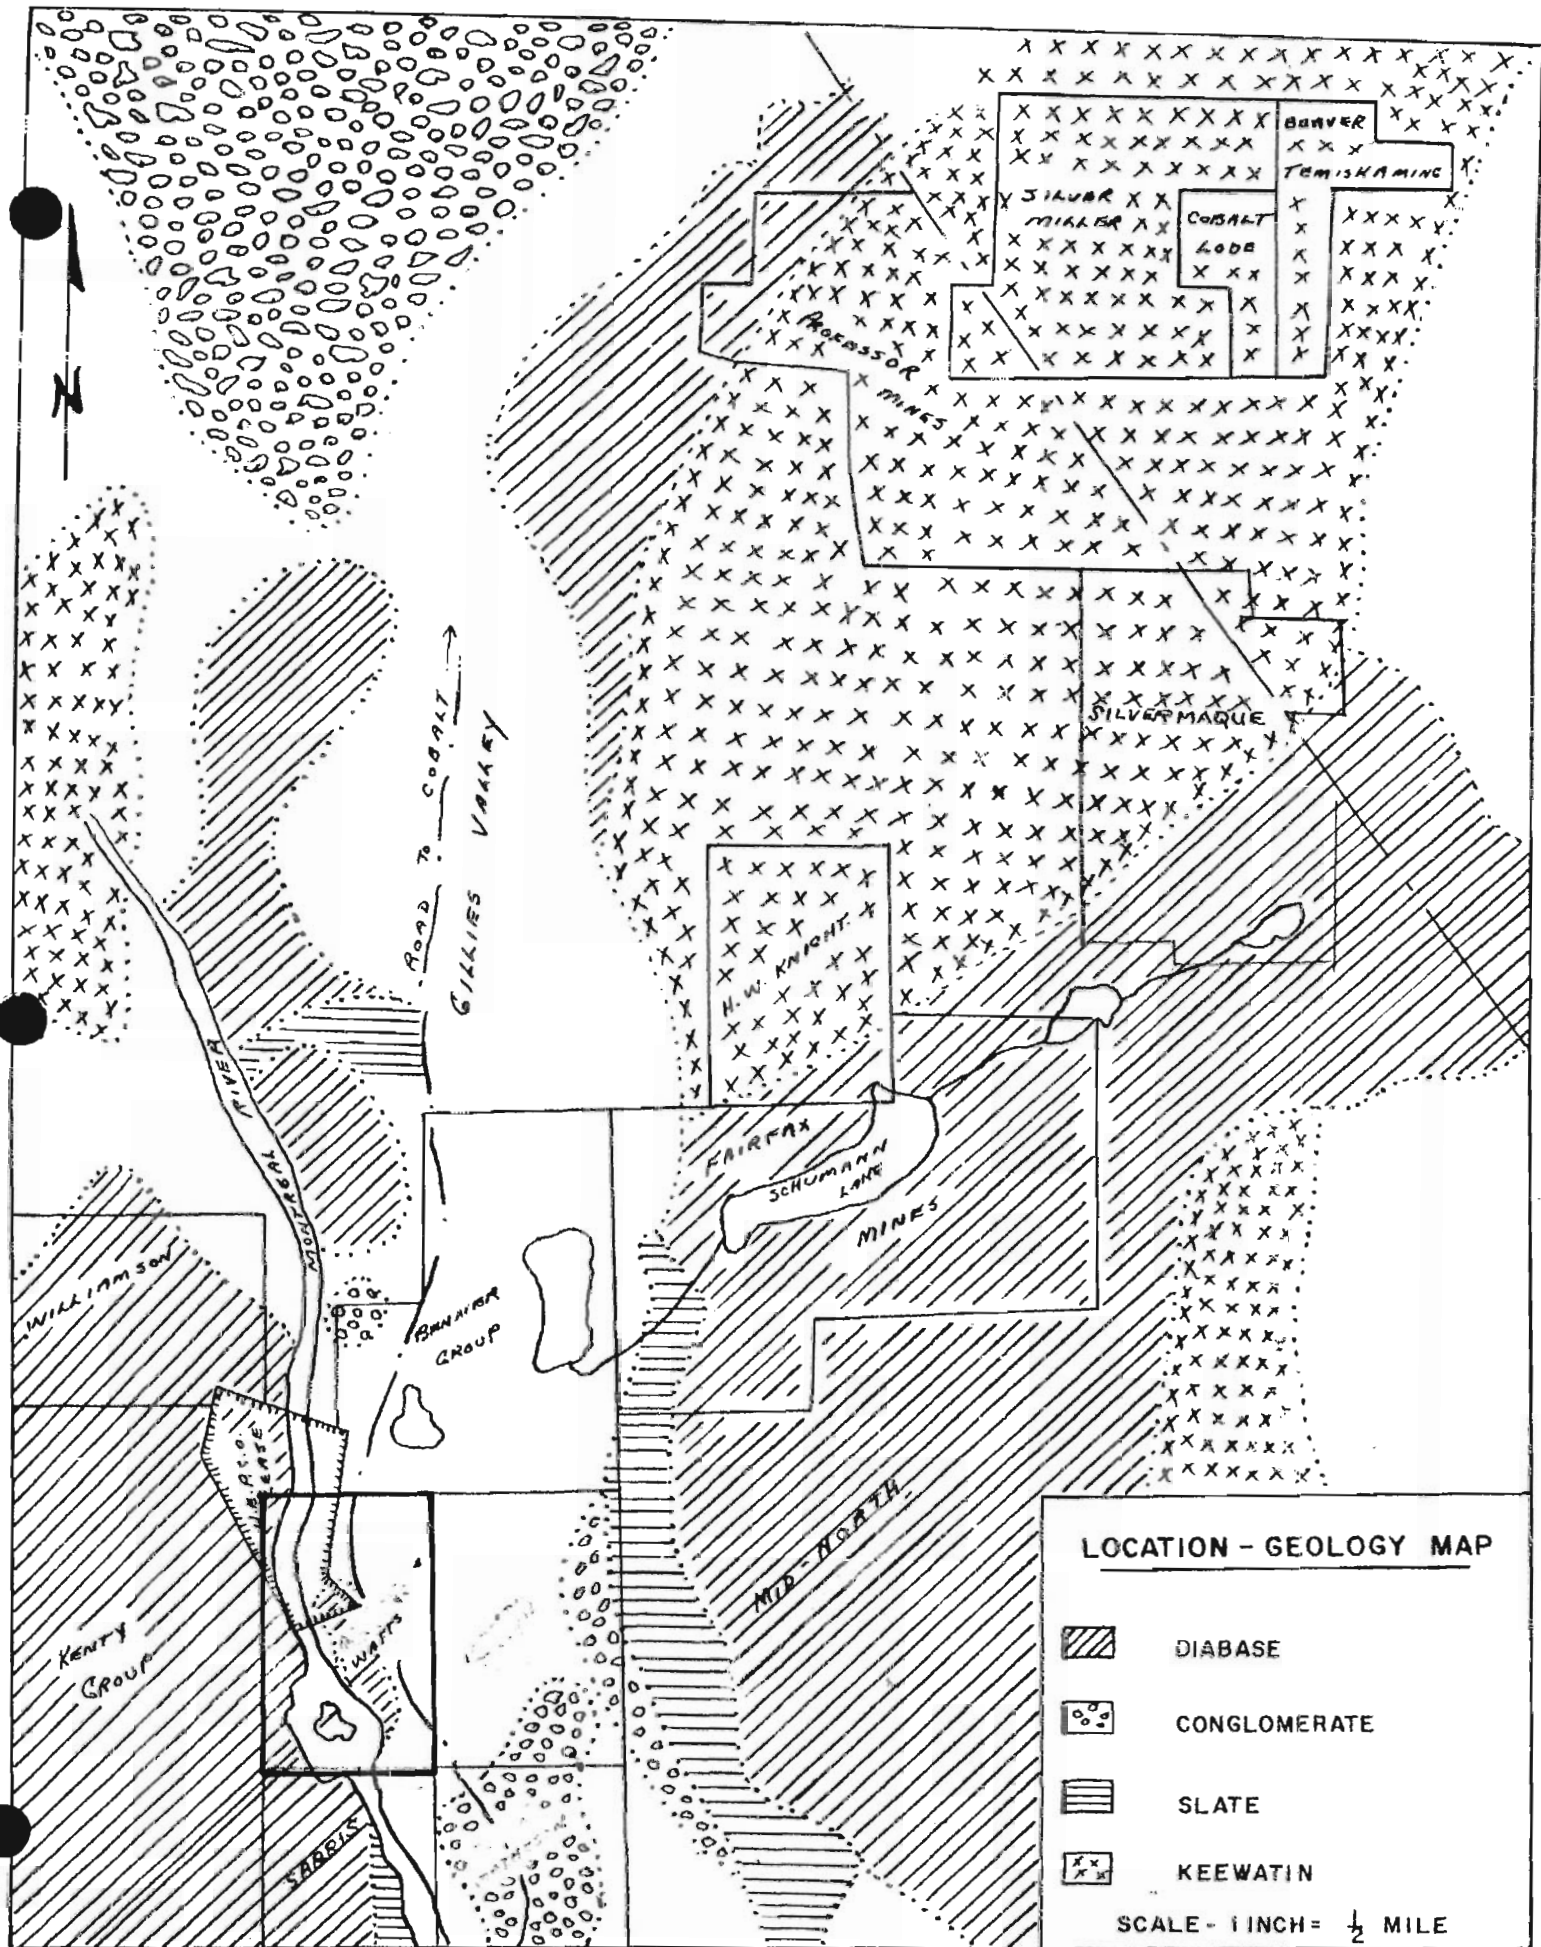 N
BEAVER
TEMISKAMING
SILVER
MILLER
COBALT
LODE
PROFESSOR
MINES
ROAD TO COBALT
GILLIES VALLEY
SILVERMAQUE
H.W. KNIGHT
MONTREAL RIVER
FAIRFAX
SCHUMANN
LAKE
MINES
WILLIAMSON
BANNER
GROUP
LEASE
MID-NORTH
WATTS
KENTY
GROUP
SARRIS
LOCATION - GEOLOGY MAP
DIABASE
CONGLOMERATE
SLATE
KEEWATIN
SCALE - 1 INCH = ½ MILE